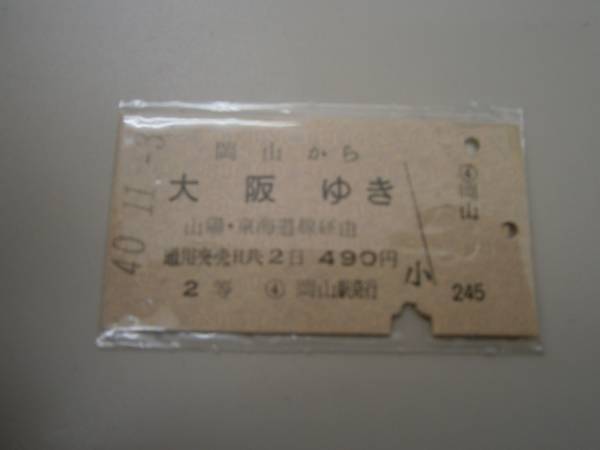 岡山から
大阪ゆき
山陽・東海道線経由
通用発売日共2日 490円
2等 ④ 岡山駅発行
小
④岡山
245
40.11.-3